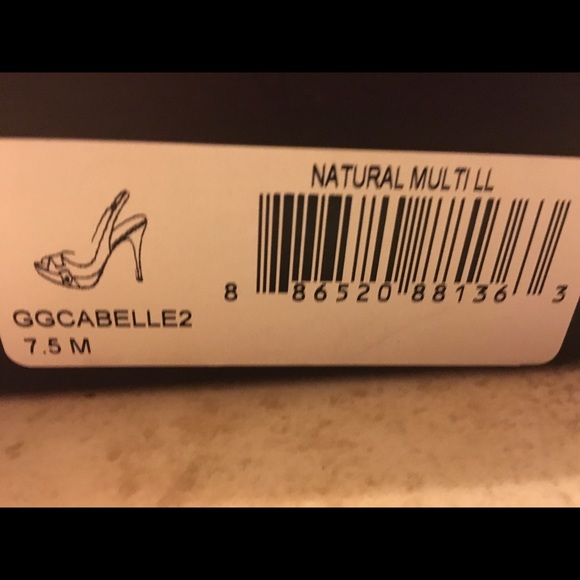 NATURAL MULTI LL
8 86520 88136 3
GGCABELLE2
7.5 M